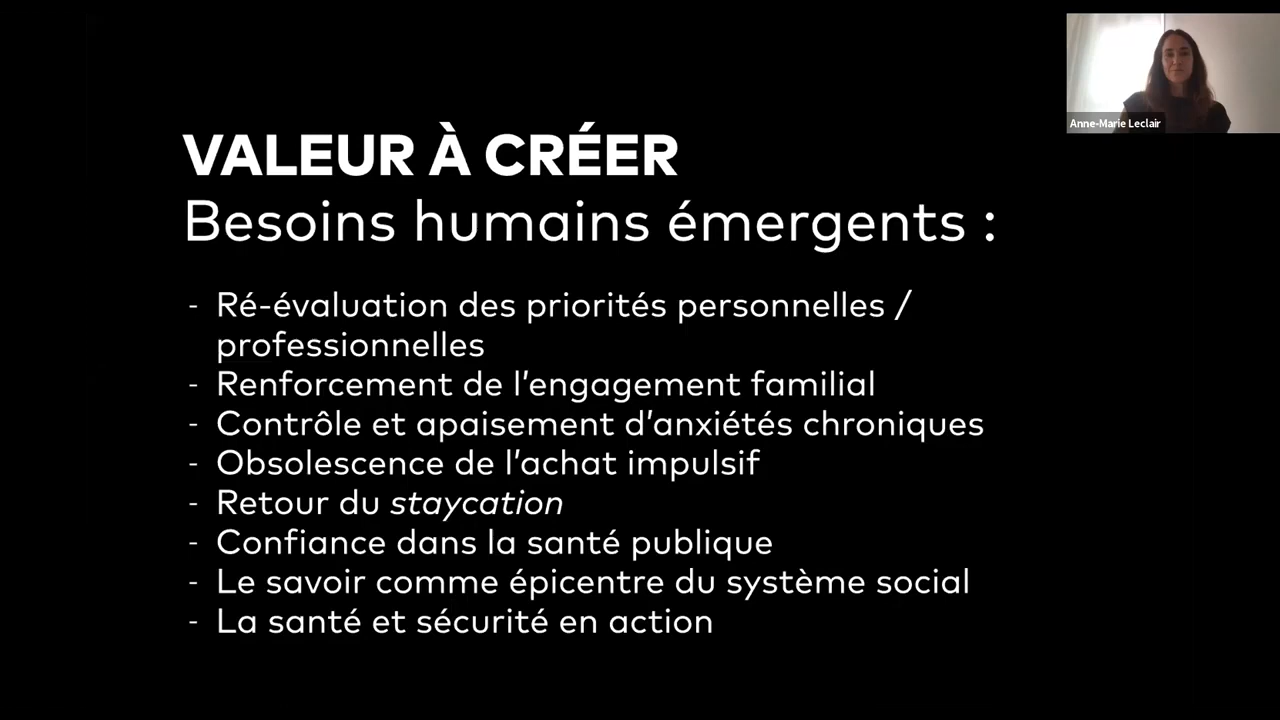 VALEUR À CRÉER
Besoins humains émergents :
- Ré-évaluation des priorités personnelles /
professionnelles
- Renforcement de l’engagement familial
- Contrôle et apaisement d’anxiétés chroniques
- Obsolescence de l’achat impulsif
- Retour du staycation
- Confiance dans la santé publique
- Le savoir comme épicentre du système social
- La santé et sécurité en action
Anne-Marie Leclair